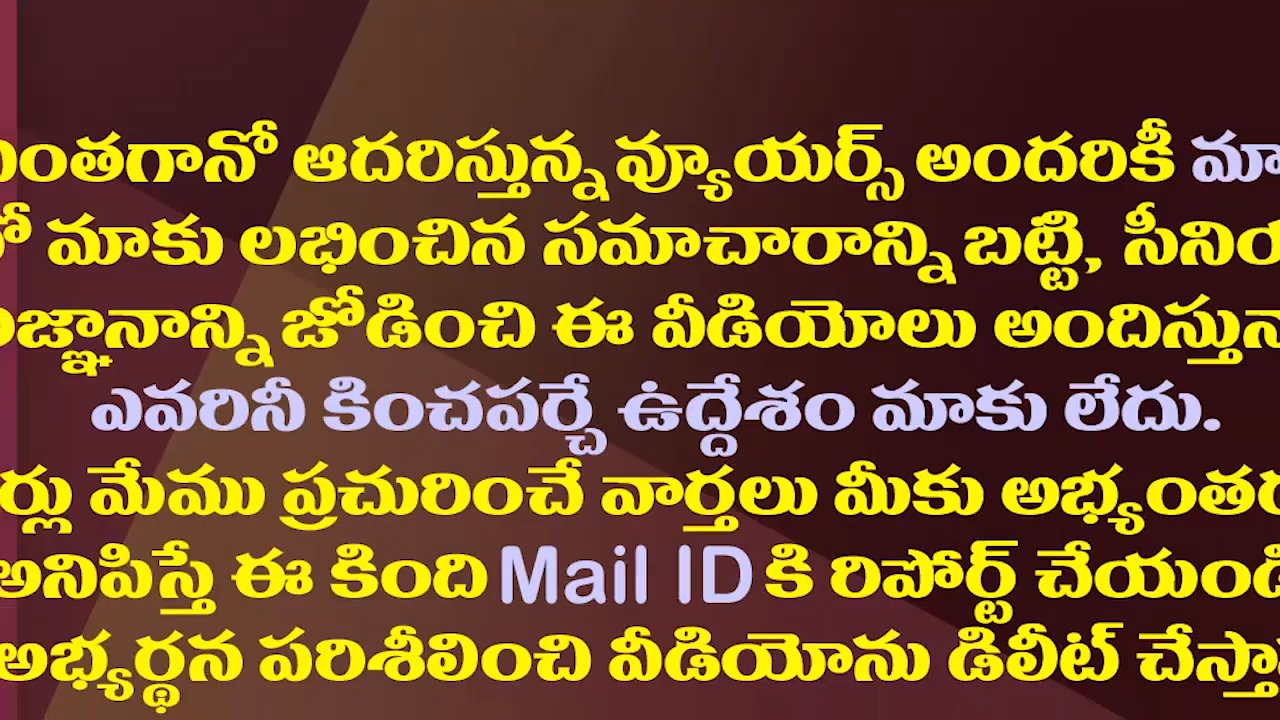 ఆదరిస్తున్న వ్యూయర్స్ అందరికీ మా
మాకు లభించిన సమాచారాన్ని బట్టి, సీనియ
జ్ఞానాన్ని జోడించి ఈ వీడియోలు అందిస్తున్నా
ఎవరినీ కించపర్చే ఉద్దేశం మాకు లేదు.
ర్లు మేము ప్రచురించే వార్తలు మీకు అభ్యంతర
అనిపిస్తే ఈ కింది Mail ID కి రిపోర్ట్ చేయండి
అభ్యర్థన పరిశీలించి వీడియోను డిలీట్ చేస్తా